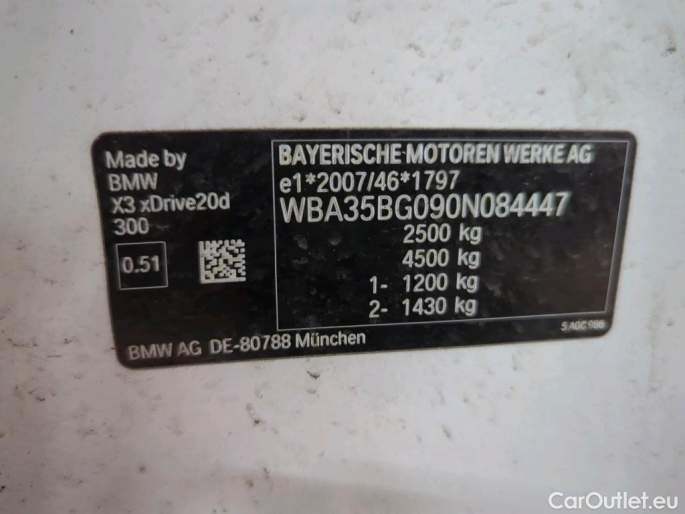 Made by
BMW
X3 xDrive20d
300
0.51
BAYERISCHE MOTOREN WERKE AG
e1*2007/46*1797
WBA35BG090N084447
2500 kg
4500 kg
1- 1200 kg
2- 1430 kg
BMW AG DE-80788 München
CarOutlet.eu